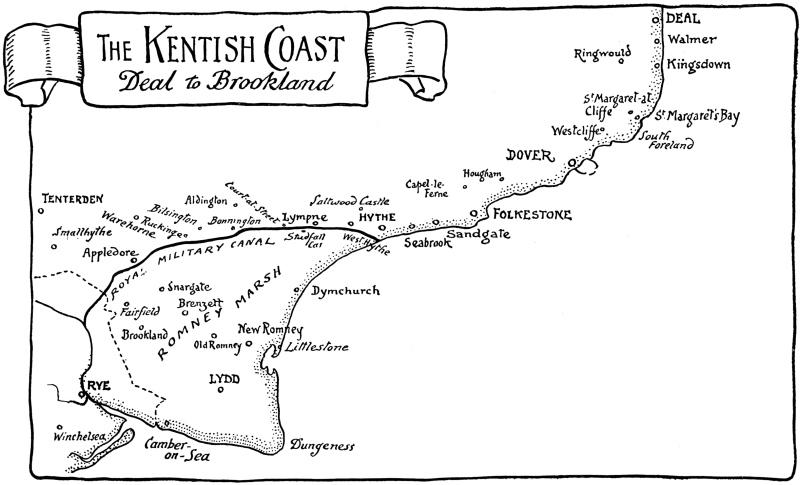 THE KENTISH COAST
Deal to Brookland
DEAL
Walmer
Ringwould
Kingsdown
St Margaret-at
Cliffe
St Margaret's Bay
Westcliffe
South
Foreland
DOVER
Hougham
Capel-le-
Ferne
FOLKESTONE
Sandgate
Seabrook
Saltwood Castle
HYTHE
West Hythe
Court-at-Street
Lympne
Studfall
Aldington
Bonnington
Bilsington
Ruckinge
Warehorne
TENTERDEN
Smallhythe
Appledore
ROYAL MILITARY CANAL
Snargate
Brenzett
Fairfield
Brookland
ROMNEY MARSH
Dymchurch
New Romney
Old Romney
Littlestone
LYDD
RYE
Winchelsea
Camber-
on-Sea
Dungeness